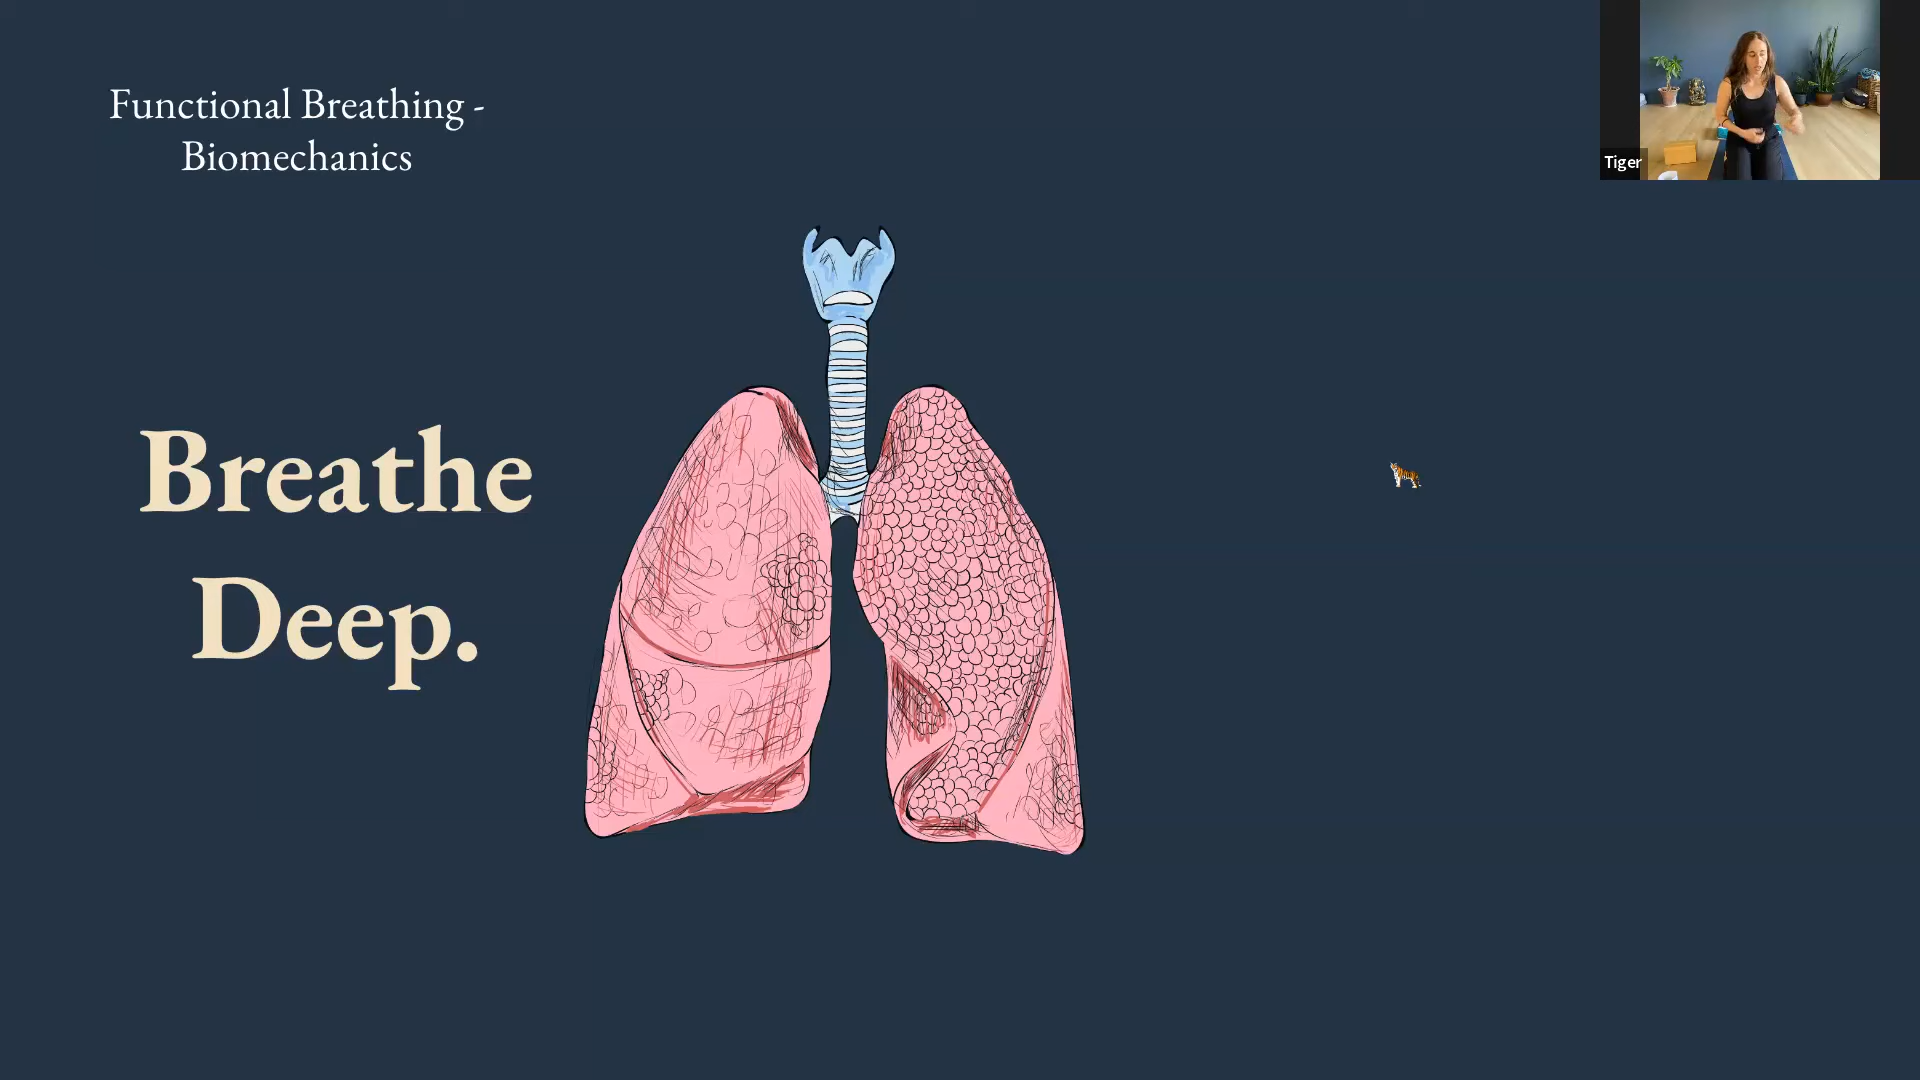 Functional Breathing -
Biomechanics
Breathe
Deep.
Tiger